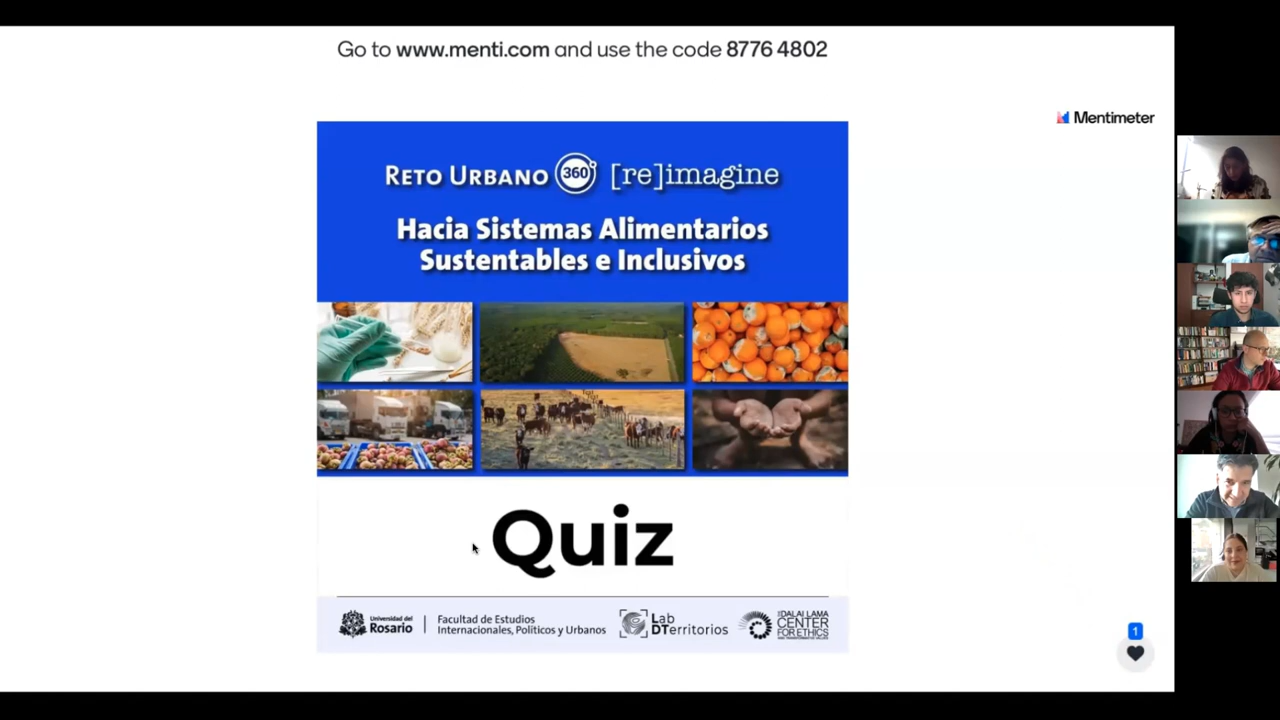 Go to www.menti.com and use the code 8776 4802
Mentimeter
RETO URBANO 360 [re]imagine
Hacia Sistemas Alimentarios
Sustentables e Inclusivos
Quiz
Universidad del
Rosario
Facultad de Estudios
Internacionales, Políticos y Urbanos
Lab
DTerritorios
THE DALAI LAMA
CENTER
FOR ETHICS
1